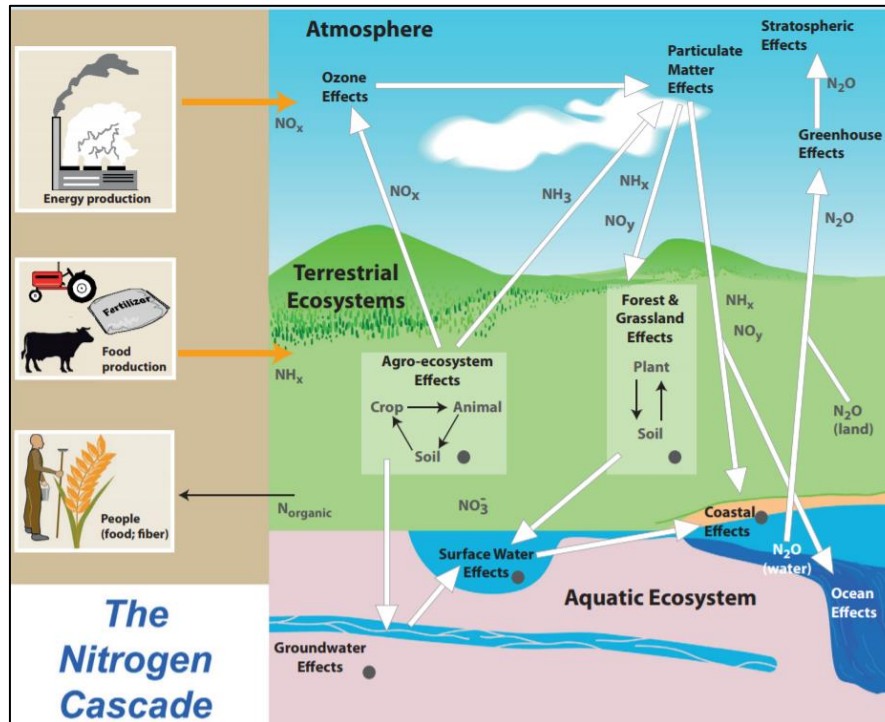 Atmosphere
Stratospheric
Effects
Particulate
Matter
Effects
Ozone
Effects
N₂O
NOₓ
Greenhouse
Effects
Energy production
NOₓ
NH₃
NHₓ
NOᵧ
N₂O
Terrestrial
Ecosystems
Fertilizer
Food
production
NHₓ
Forest &
Grassland
Effects
Plant
Soil
NHₓ
NOᵧ
Agro-ecosystem
Effects
Crop
Animal
Soil
N₂O
(land)
People
(food; fiber)
Norganic
NO₃⁻
Coastal
Effects
Surface Water
Effects
N₂O
(water)
Aquatic Ecosystem
Ocean
Effects
Groundwater
Effects
The
Nitrogen
Cascade